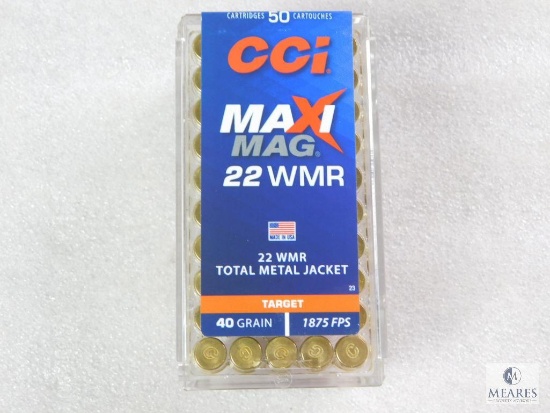 CARTRIDGES 50 CARTOUCHES
CCi
MAXI
MAG®
22 WMR
MADE IN USA
22 WMR
TOTAL METAL JACKET
23
TARGET
40 GRAIN 1875 FPS
M
MEARES